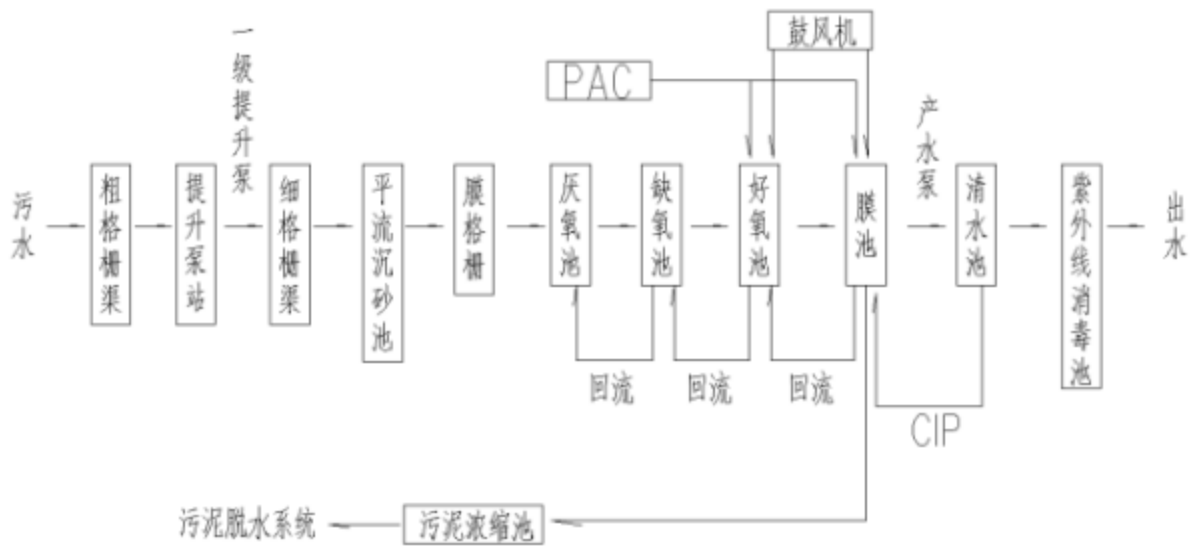 鼓风机
PAC
一级提升泵
产水泵
污水
粗格栅渠
提升泵站
细格栅渠
平流沉砂池
膜格栅
厌氧池
缺氧池
好氧池
膜池
清水池
紫外线消毒池
出水
回流
回流
回流
CIP
污泥脱水系统
污泥浓缩池